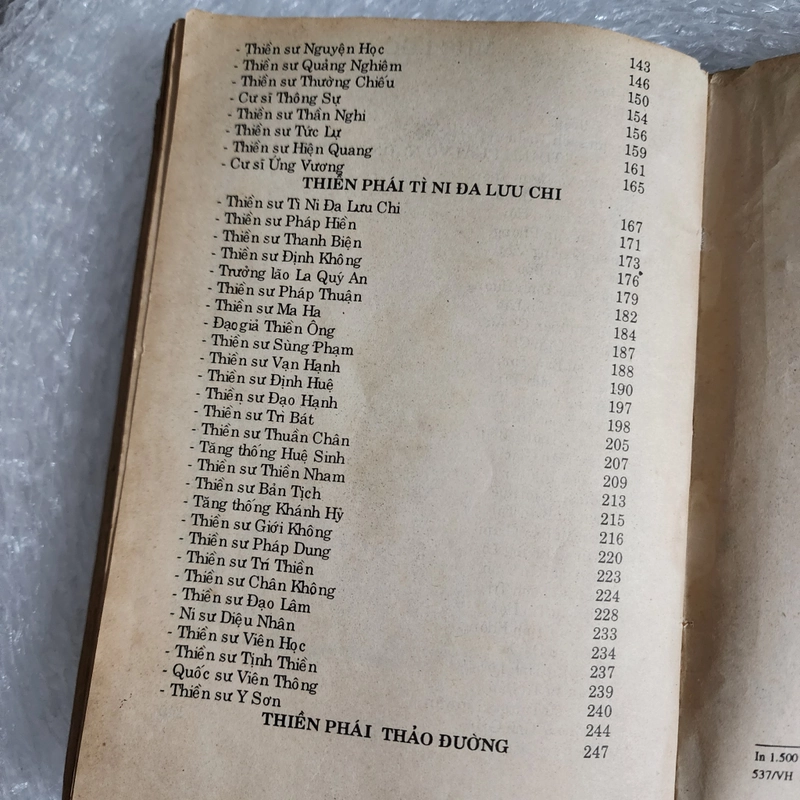 - Thiền sư Nguyện Học 143
- Thiền sư Quảng Nghiêm 146
- Thiền sư Thường Chiếu 150
- Cư sĩ Thông Sự 154
- Thiền sư Thần Nghi 156
- Thiền sư Tức Lự 159
- Thiền sư Hiện Quang 161
- Cư sĩ Ứng Vương 165
THIỀN PHÁI TÌ NI ĐA LƯU CHI
- Thiền sư Tì Ni Đa Lưu Chi 167
- Thiền sư Pháp Hiền 171
- Thiền sư Thanh Biện 173
- Thiền sư Định Không 176
- Trưởng lão La Quý An 179
- Thiền sư Pháp Thuận 182
- Thiền sư Ma Ha 184
- Đạo giả Thiền Ông 187
- Thiền sư Sùng Phạm 188
- Thiền sư Vạn Hạnh 190
- Thiền sư Định Huệ 197
- Thiền sư Đạo Hạnh 198
- Thiền sư Trì Bát 205
- Thiền sư Thuần Chân 207
- Tăng thống Huệ Sinh 209
- Thiền sư Thiền Nham 213
- Thiền sư Bản Tịch 215
- Tăng thống Khánh Hỷ 216
- Thiền sư Giới Không 220
- Thiền sư Pháp Dung 223
- Thiền sư Trí Thiền 224
- Thiền sư Chân Không 228
- Thiền sư Đạo Lâm 233
- Ni sư Diệu Nhân 234
- Thiền sư Viên Học 237
- Thiền sư Tịnh Thiền 239
- Quốc sư Viên Thông 240
- Thiền sư Y Sơn 244
THIỀN PHÁI THẢO ĐƯỜNG 247
In 1.500
537/VH